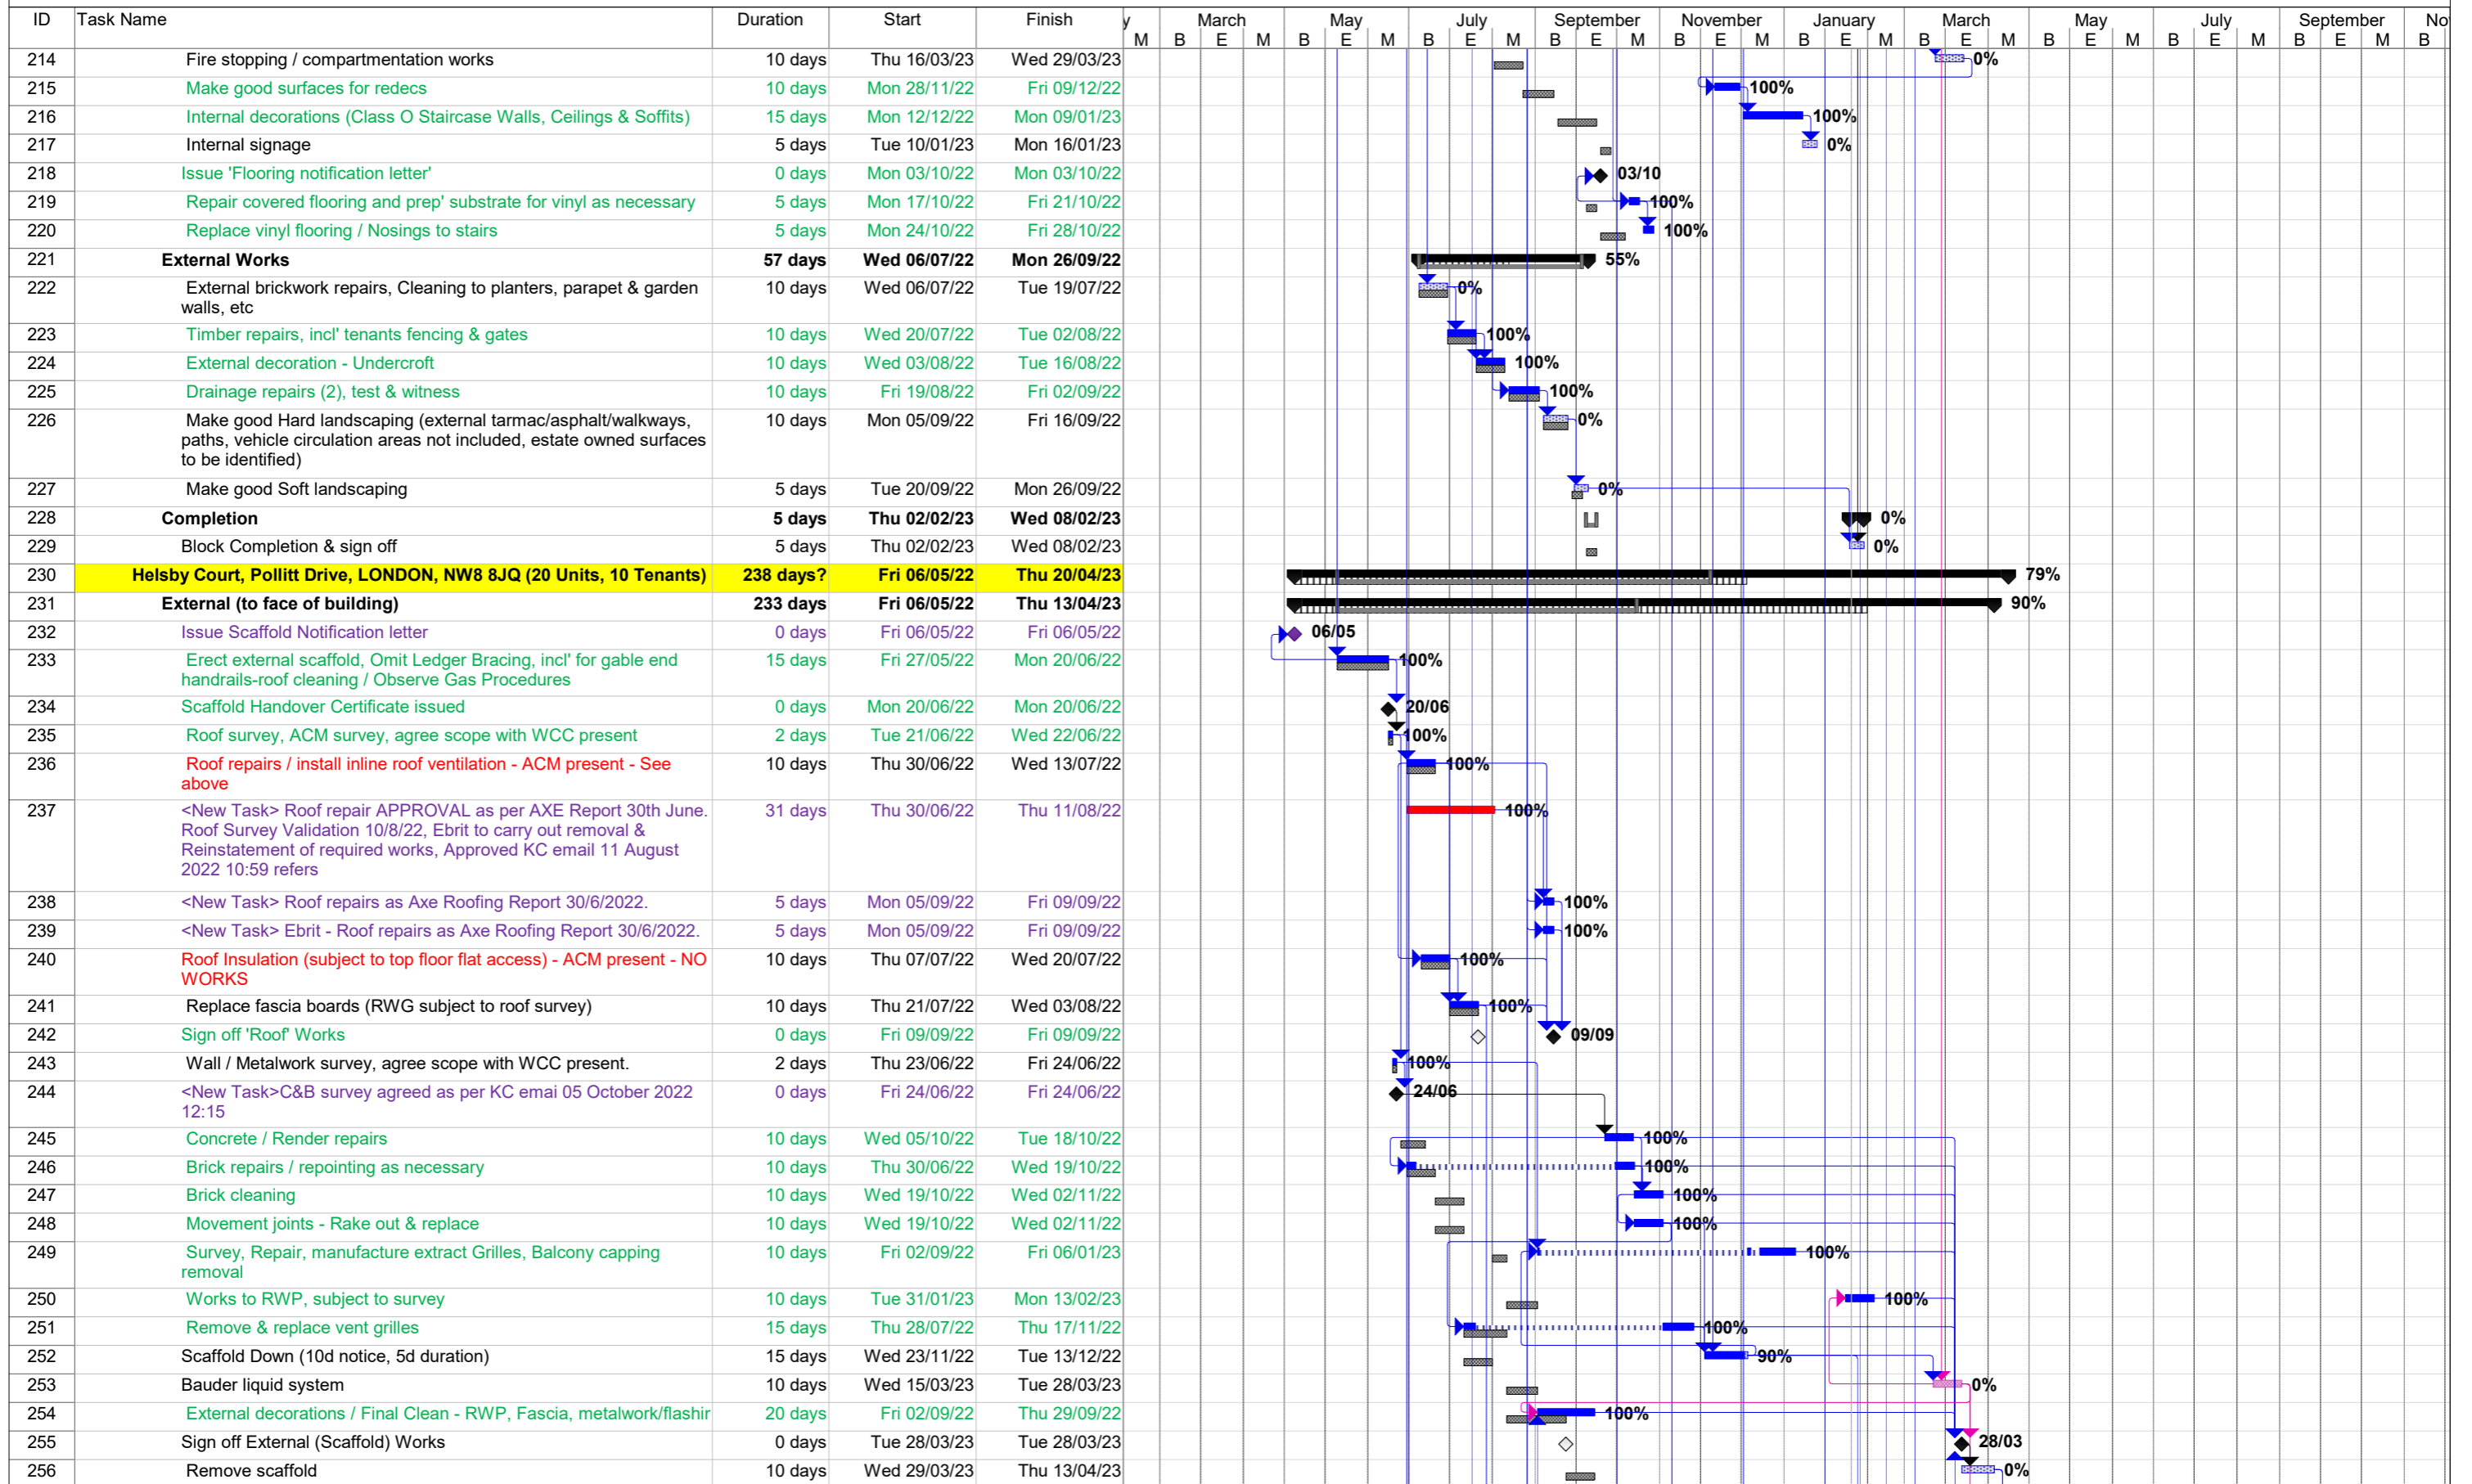 ID Task Name Duration Start Finish y March May July September November January March May July September No
M B E M B E M B E M B E M B E M B E M B E M B E M B E M B
214 Fire stopping / compartmentation works 10 days Thu 16/03/23 Wed 29/03/23 0%
215 Make good surfaces for redecs 10 days Mon 28/11/22 Fri 09/12/22 100%
216 Internal decorations (Class O Staircase Walls, Ceilings & Soffits) 15 days Mon 12/12/22 Mon 09/01/23 100%
217 Internal signage 5 days Tue 10/01/23 Mon 16/01/23 0%
218 Issue 'Flooring notification letter' 0 days Mon 03/10/22 Mon 03/10/22 03/10
219 Repair covered flooring and prep' substrate for vinyl as necessary 5 days Mon 17/10/22 Fri 21/10/22 100%
220 Replace vinyl flooring / Nosings to stairs 5 days Mon 24/10/22 Fri 28/10/22 100%
221 External Works 57 days Wed 06/07/22 Mon 26/09/22 55%
222 External brickwork repairs, Cleaning to planters, parapet & garden 10 days Wed 06/07/22 Tue 19/07/22 0%
walls, etc
223 Timber repairs, incl' tenants fencing & gates 10 days Wed 20/07/22 Tue 02/08/22 100%
224 External decoration - Undercroft 10 days Wed 03/08/22 Tue 16/08/22 100%
225 Drainage repairs (2), test & witness 10 days Fri 19/08/22 Fri 02/09/22 100%
226 Make good Hard landscaping (external tarmac/asphalt/walkways, 10 days Mon 05/09/22 Fri 16/09/22 0%
paths, vehicle circulation areas not included, estate owned surfaces
to be identified)
227 Make good Soft landscaping 5 days Tue 20/09/22 Mon 26/09/22 0%
228 Completion 5 days Thu 02/02/23 Wed 08/02/23 0%
229 Block Completion & sign off 5 days Thu 02/02/23 Wed 08/02/23 0%
230 Helsby Court, Pollitt Drive, LONDON, NW8 8JQ (20 Units, 10 Tenants) 238 days? Fri 06/05/22 Thu 20/04/23 79%
231 External (to face of building) 233 days Fri 06/05/22 Thu 13/04/23 90%
232 Issue Scaffold Notification letter 0 days Fri 06/05/22 Fri 06/05/22 06/05
233 Erect external scaffold, Omit Ledger Bracing, incl' for gable end 15 days Fri 27/05/22 Mon 20/06/22 100%
handrails-roof cleaning / Observe Gas Procedures
234 Scaffold Handover Certificate issued 0 days Mon 20/06/22 Mon 20/06/22 20/06
235 Roof survey, ACM survey, agree scope with WCC present 2 days Tue 21/06/22 Wed 22/06/22 100%
236 Roof repairs / install inline roof ventilation - ACM present - See 10 days Thu 30/06/22 Wed 13/07/22 100%
above
237 <New Task> Roof repair APPROVAL as per AXE Report 30th June. 31 days Thu 30/06/22 Thu 11/08/22 100%
Roof Survey Validation 10/8/22, Ebrit to carry out removal &
Reinstatement of required works, Approved KC email 11 August
2022 10:59 refers
238 <New Task> Roof repairs as Axe Roofing Report 30/6/2022. 5 days Mon 05/09/22 Fri 09/09/22 100%
239 <New Task> Ebrit - Roof repairs as Axe Roofing Report 30/6/2022. 5 days Mon 05/09/22 Fri 09/09/22 100%
240 Roof Insulation (subject to top floor flat access) - ACM present - NO 10 days Thu 07/07/22 Wed 20/07/22 100%
WORKS
241 Replace fascia boards (RWG subject to roof survey) 10 days Thu 21/07/22 Wed 03/08/22 100%
242 Sign off 'Roof' Works 0 days Fri 09/09/22 Fri 09/09/22 09/09
243 Wall / Metalwork survey, agree scope with WCC present. 2 days Thu 23/06/22 Fri 24/06/22 100%
244 <New Task>C&B survey agreed as per KC emai 05 October 2022 0 days Fri 24/06/22 Fri 24/06/22 24/06
12:15
245 Concrete / Render repairs 10 days Wed 05/10/22 Tue 18/10/22 100%
246 Brick repairs / repointing as necessary 10 days Thu 30/06/22 Wed 19/10/22 100%
247 Brick cleaning 10 days Wed 19/10/22 Wed 02/11/22 100%
248 Movement joints - Rake out & replace 10 days Wed 19/10/22 Wed 02/11/22 100%
249 Survey, Repair, manufacture extract Grilles, Balcony capping 10 days Fri 02/09/22 Fri 06/01/23 100%
removal
250 Works to RWP, subject to survey 10 days Tue 31/01/23 Mon 13/02/23 100%
251 Remove & replace vent grilles 15 days Thu 28/07/22 Thu 17/11/22 100%
252 Scaffold Down (10d notice, 5d duration) 15 days Wed 23/11/22 Tue 13/12/22 90%
253 Bauder liquid system 10 days Wed 15/03/23 Tue 28/03/23 0%
254 External decorations / Final Clean - RWP, Fascia, metalwork/flashir 20 days Fri 02/09/22 Thu 29/09/22 100%
255 Sign off External (Scaffold) Works 0 days Tue 28/03/23 Tue 28/03/23 28/03
256 Remove scaffold 10 days Wed 29/03/23 Thu 13/04/23 0%